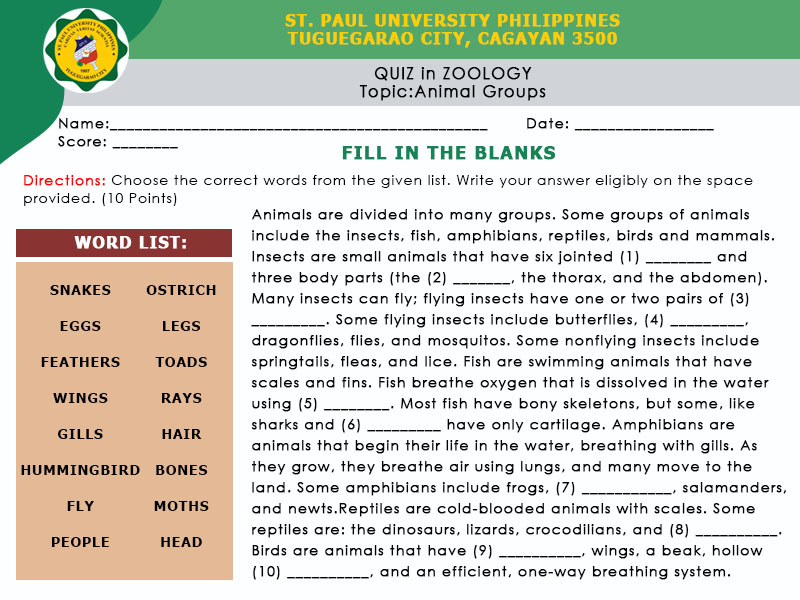 ST. PAUL UNIVERSITY PHILIPPINES
TUGUEGARAO CITY, CAGAYAN 3500
ST. PAUL UNIVERSITY PHILIPPINES
CARITAS VERITAS SCIENTIA
1907
TUGUEGARAO CITY
QUIZ in ZOOLOGY
Topic:Animal Groups
Name:______________________________________________ Date: _________________
Score: ________
FILL IN THE BLANKS
Directions: Choose the correct words from the given list. Write your answer eligibly on the space
provided. (10 Points)
WORD LIST:
SNAKES OSTRICH
EGGS LEGS
FEATHERS TOADS
WINGS RAYS
GILLS HAIR
HUMMINGBIRD BONES
FLY MOTHS
PEOPLE HEAD
Animals are divided into many groups. Some groups of animals
include the insects, fish, amphibians, reptiles, birds and mammals.
Insects are small animals that have six jointed (1) ________ and
three body parts (the (2) _______, the thorax, and the abdomen).
Many insects can fly; flying insects have one or two pairs of (3)
_________. Some flying insects include butterflies, (4) _________,
dragonflies, flies, and mosquitos. Some nonflying insects include
springtails, fleas, and lice. Fish are swimming animals that have
scales and fins. Fish breathe oxygen that is dissolved in the water
using (5) ________. Most fish have bony skeletons, but some, like
sharks and (6) _________ have only cartilage. Amphibians are
animals that begin their life in the water, breathing with gills. As
they grow, they breathe air using lungs, and many move to the
land. Some amphibians include frogs, (7) ___________, salamanders,
and newts.Reptiles are cold-blooded animals with scales. Some
reptiles are: the dinosaurs, lizards, crocodilians, and (8) __________.
Birds are animals that have (9) __________, wings, a beak, hollow
(10) __________, and an efficient, one-way breathing system.